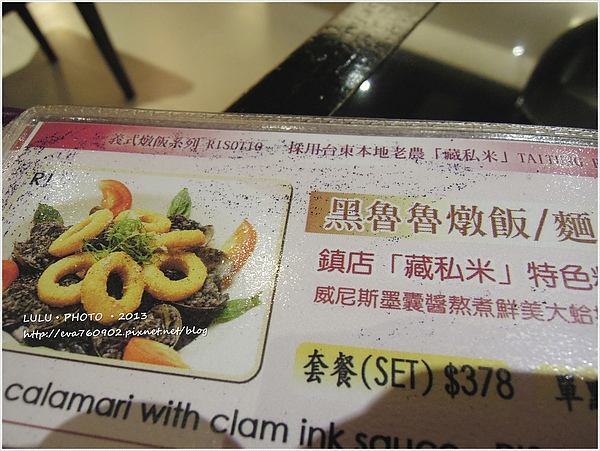 義式燉飯系列 RISOTTO 採用台東本地老農「藏私米」TAITUNG
R1
黑魯魯燉飯/麵
鎮店「藏私米」特色
威尼斯墨囊醬熬煮鮮美大蛤
套餐(SET) $378 單
calamari with clam ink sauce
LULU・PHOTO・2013
http://eva760902.pixnet.net/blog